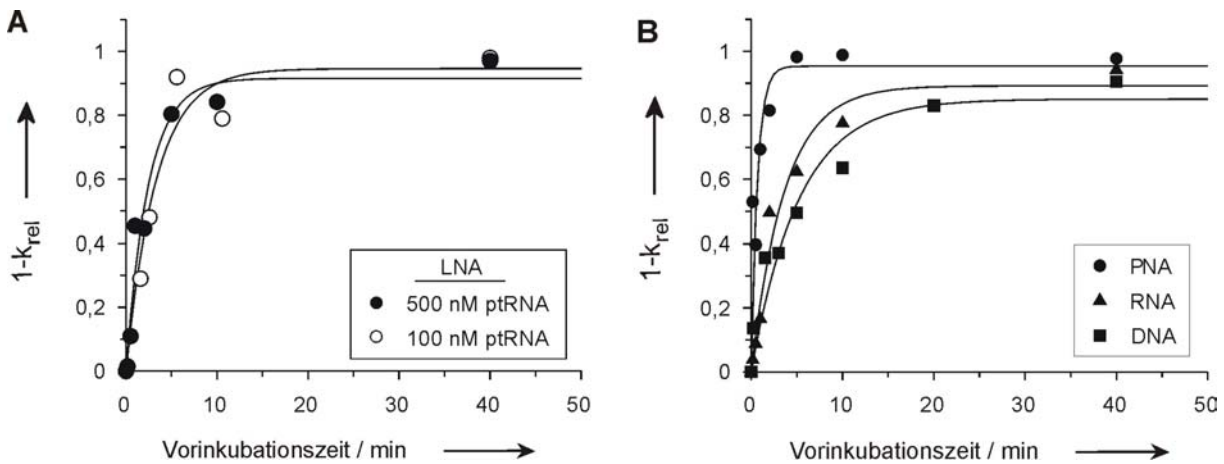 A
1
0,8
0,6
0,4
0,2
0
1-krel
LNA
500 nM ptRNA
100 nM ptRNA
0 10 20 30 40 50
Vorinkubationszeit / min
B
1
0,8
0,6
0,4
0,2
0
1-krel
PNA
RNA
DNA
0 10 20 30 40 50
Vorinkubationszeit / min